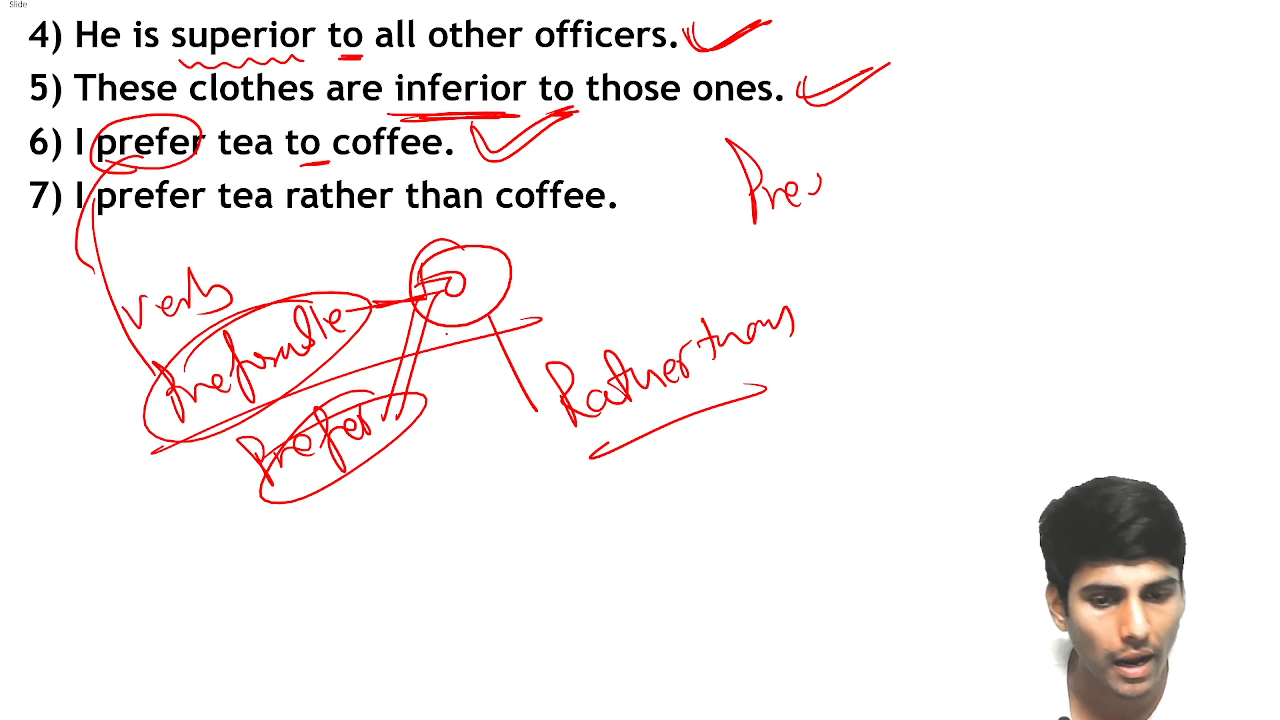 Slide
4) He is superior to all other officers.
5) These clothes are inferior to those ones.
6) I prefer tea to coffee.
7) I prefer tea rather than coffee.
Pre
verb
Preferable
Prefer
Rather than